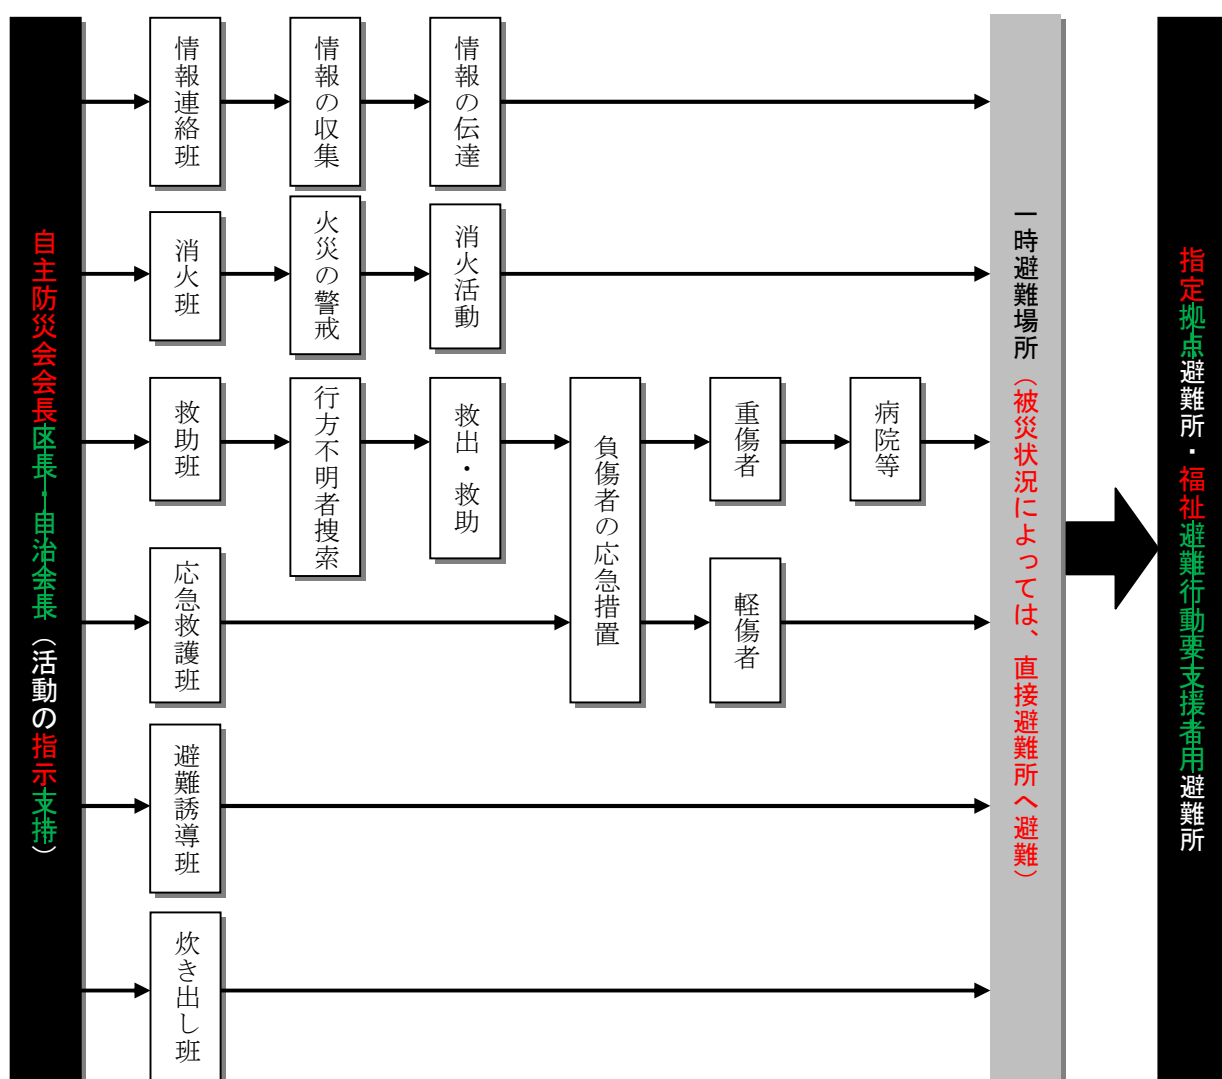 自主防災会会長区長・自治会長（活動の指示支持）
情報連絡班
情報の収集
情報の伝達
消火班
火災の警戒
消火活動
救助班
行方不明者捜索
救出・救助
負傷者の応急措置
重傷者
病院等
応急救護班
軽傷者
避難誘導班
炊き出し班
一時避難場所（被災状況によっては、直接避難所へ避難）
指定拠点避難所・福祉避難行動要支援者用避難所